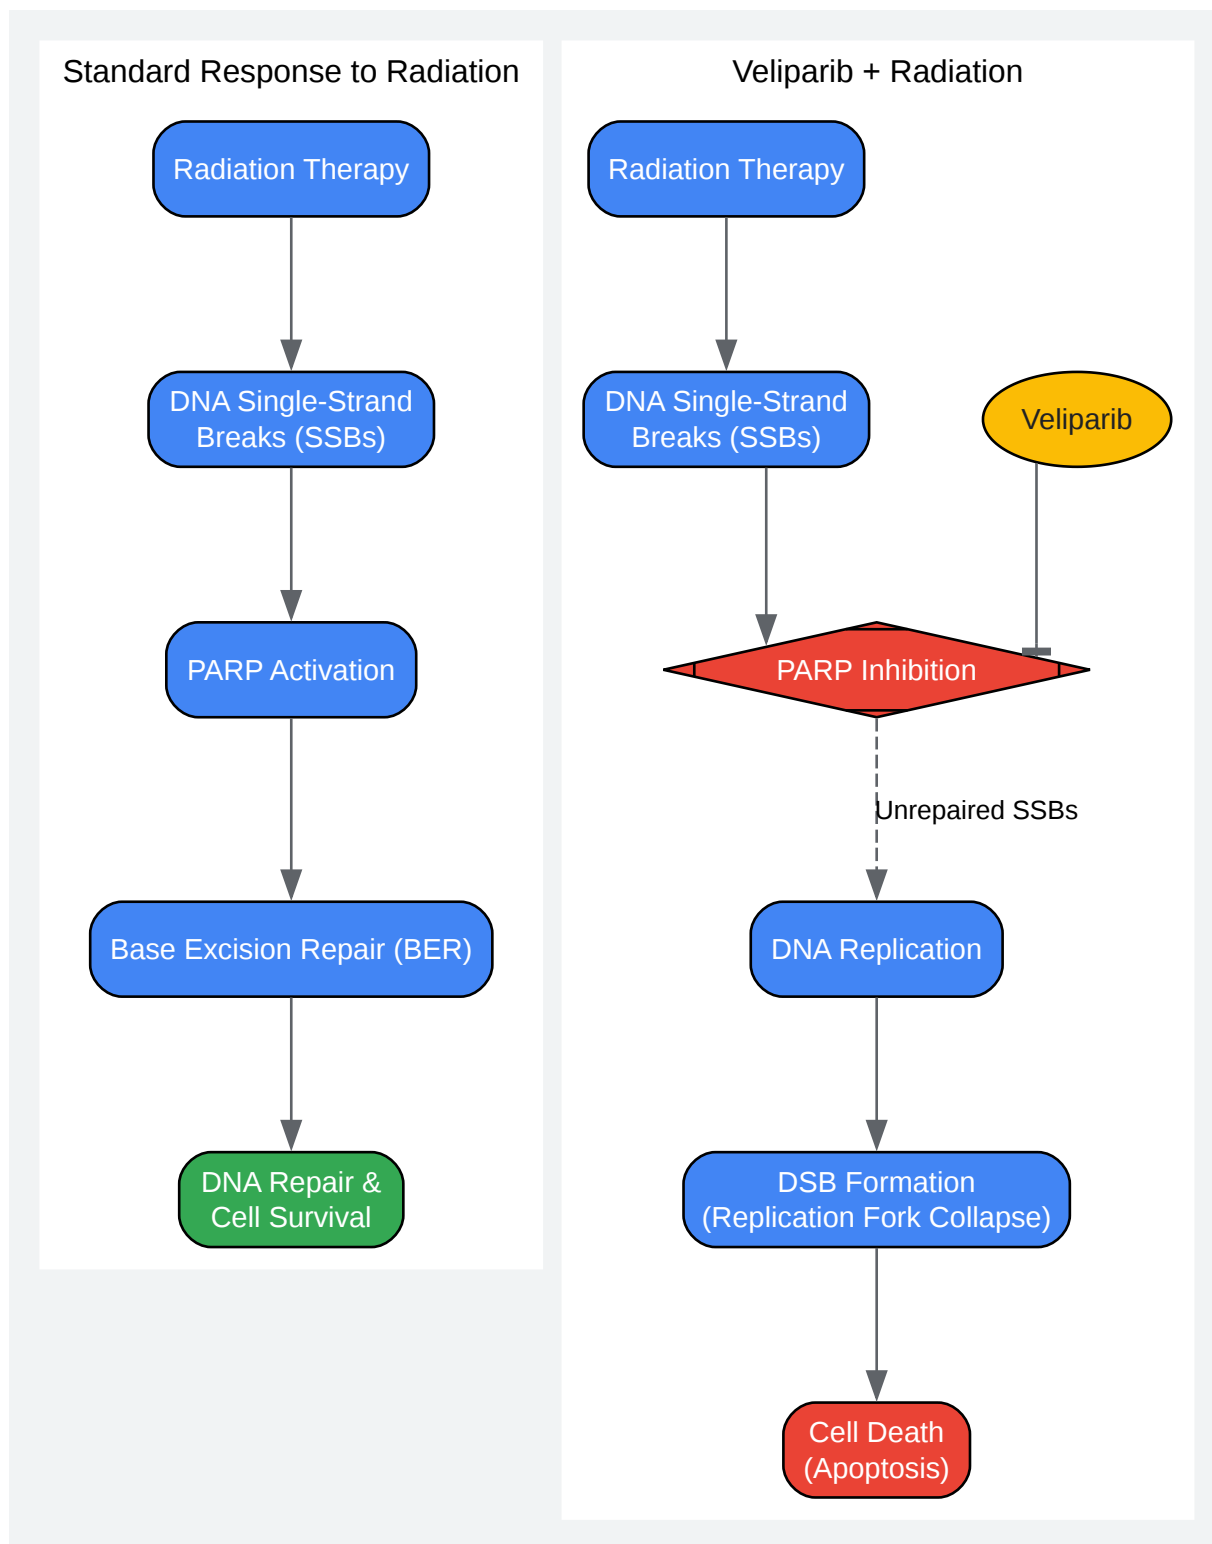 Standard Response to Radiation
Radiation Therapy
DNA Single-Strand
Breaks (SSBs)
PARP Activation
Base Excision Repair (BER)
DNA Repair &
Cell Survival
Veliparib + Radiation
Radiation Therapy
DNA Single-Strand
Breaks (SSBs)
Veliparib
PARP Inhibition
Unrepaired SSBs
DNA Replication
DSB Formation
(Replication Fork Collapse)
Cell Death
(Apoptosis)